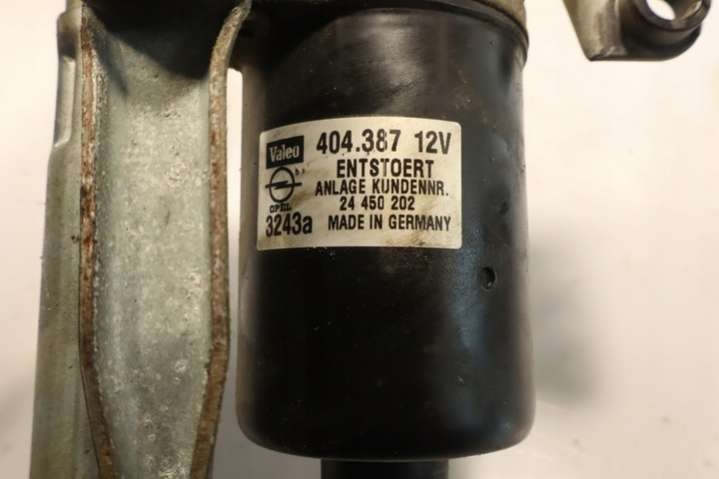 Valeo 404.387 12V
ENTSTOERT
ANLAGE KUNDENNR.
OPEL 24 450 202
3243a MADE IN GERMANY